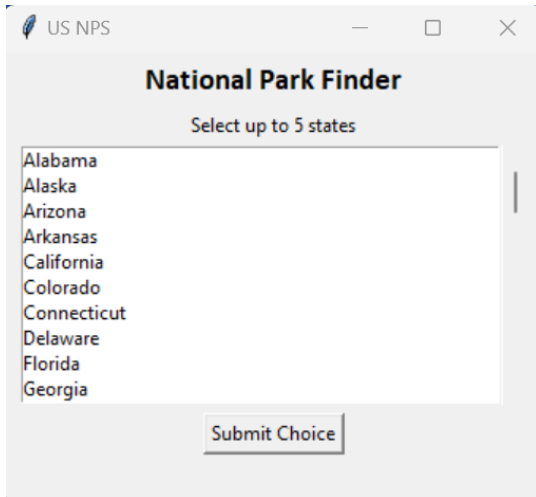 US NPS
National Park Finder
Select up to 5 states
Alabama
Alaska
Arizona
Arkansas
California
Colorado
Connecticut
Delaware
Florida
Georgia
Submit Choice